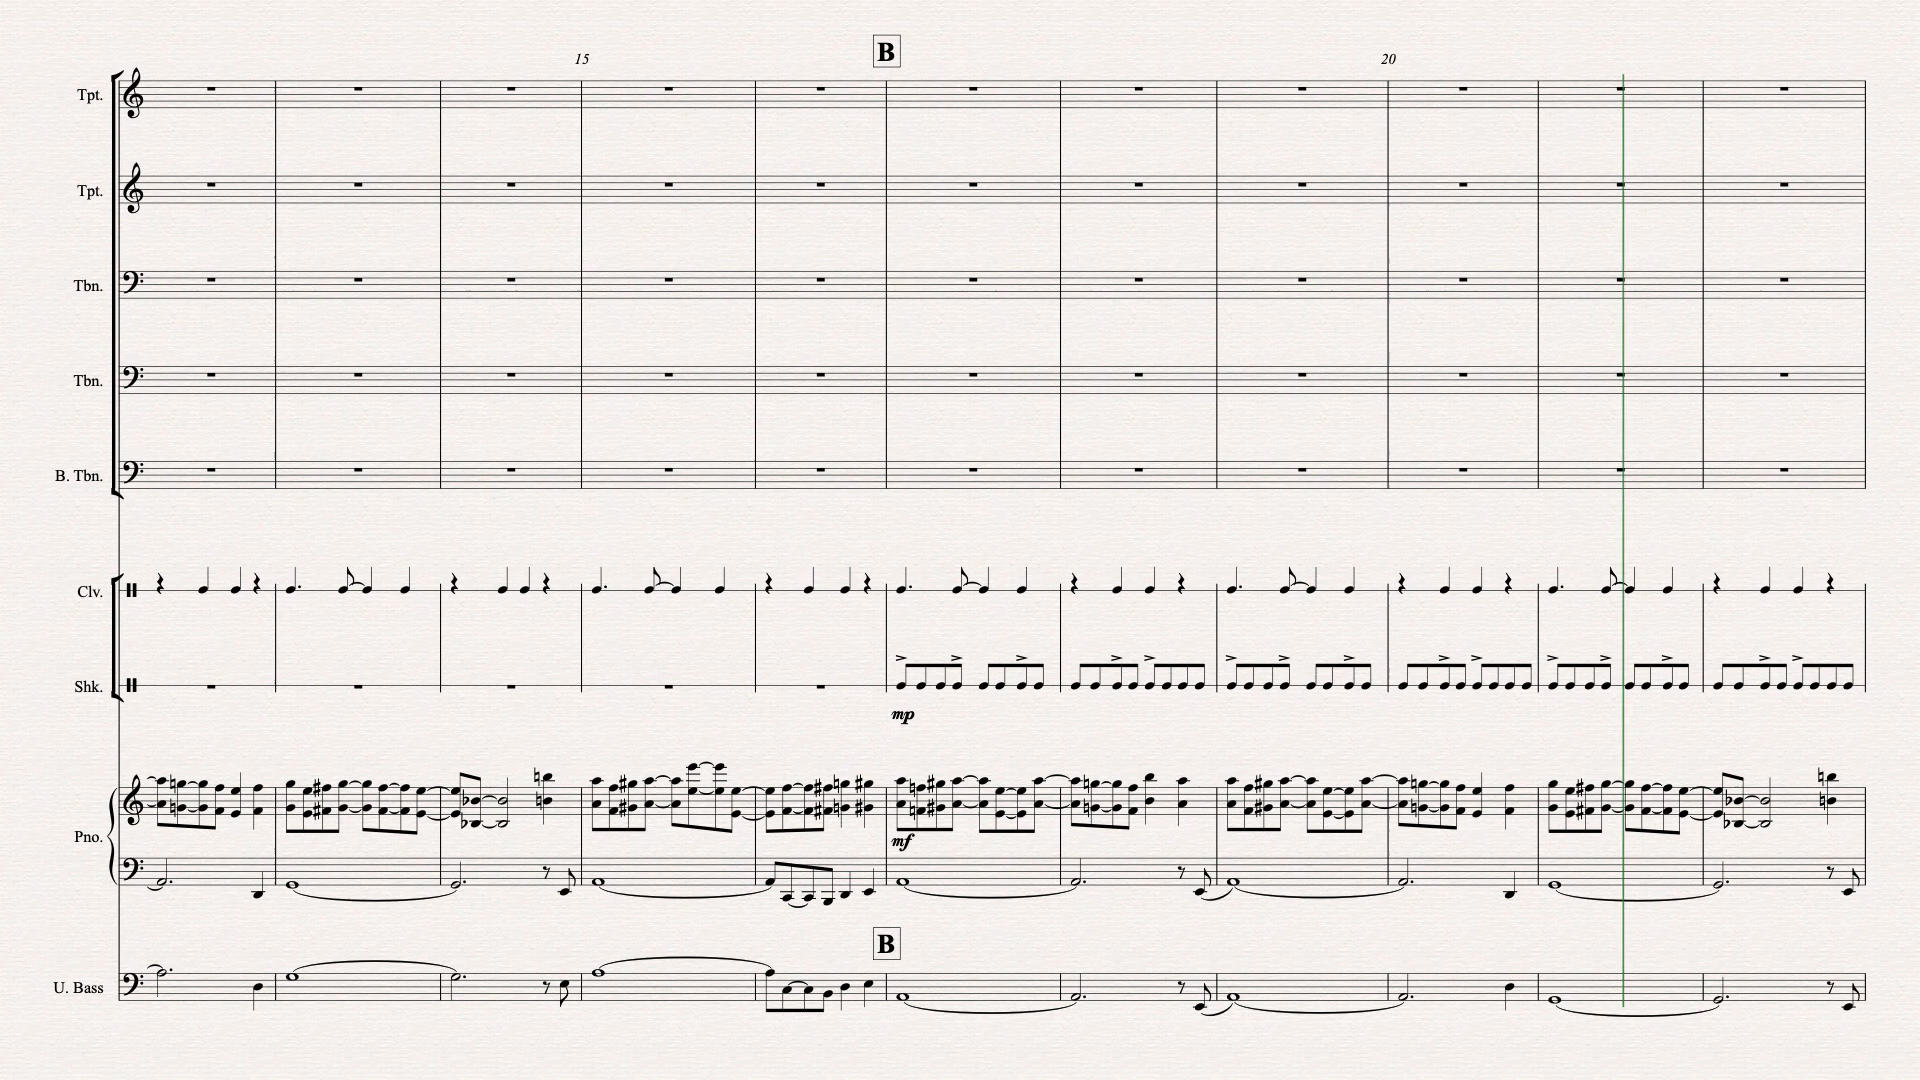 B
15
20
Tpt.
Tpt.
Tbn.
Tbn.
B. Tbn.
Clv.
Shk.
mp
Pno.
mf
B
U. Bass